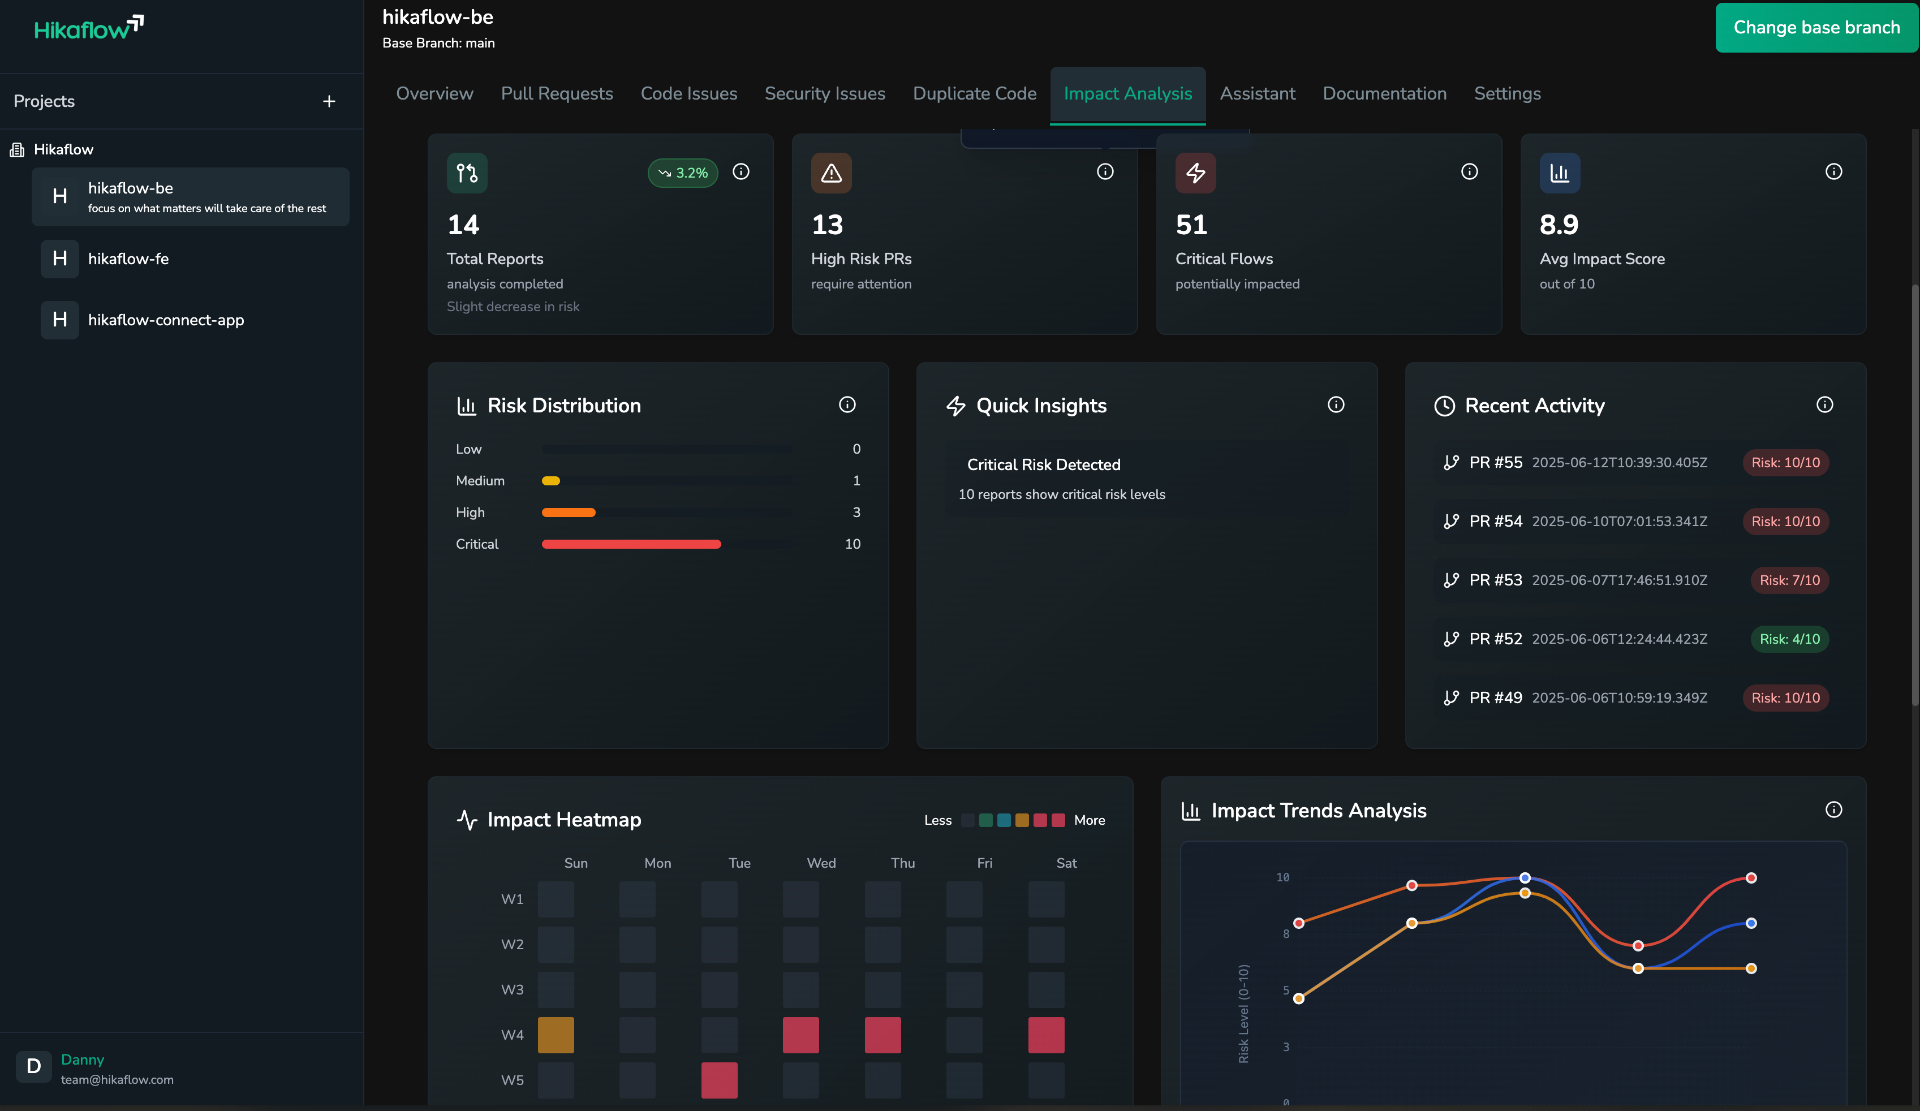 Hikaflow
Projects
Hikaflow
H
hikaflow-be
focus on what matters will take care of the rest
H
hikaflow-fe
H
hikaflow-connect-app
D
Danny
team@hikaflow.com
hikaflow-be
Base Branch: main
Change base branch
Overview
Pull Requests
Code Issues
Security Issues
Duplicate Code
Impact Analysis
Assistant
Documentation
Settings
3.2%
14
Total Reports
analysis completed
Slight decrease in risk
13
High Risk PRs
require attention
51
Critical Flows
potentially impacted
8.9
Avg Impact Score
out of 10
Risk Distribution
Low 0
Medium 1
High 3
Critical 10
Quick Insights
Critical Risk Detected
10 reports show critical risk levels
Recent Activity
PR #55 2025-06-12T10:39:30.405Z Risk: 10/10
PR #54 2025-06-10T07:01:53.341Z Risk: 10/10
PR #53 2025-06-07T17:46:51.910Z Risk: 7/10
PR #52 2025-06-06T12:24:44.423Z Risk: 4/10
PR #49 2025-06-06T10:59:19.349Z Risk: 10/10
Impact Heatmap
Less More
Sun Mon Tue Wed Thu Fri Sat
W1
W2
W3
W4
W5
Impact Trends Analysis
10
8
5
3
0
Risk Level (0-10)